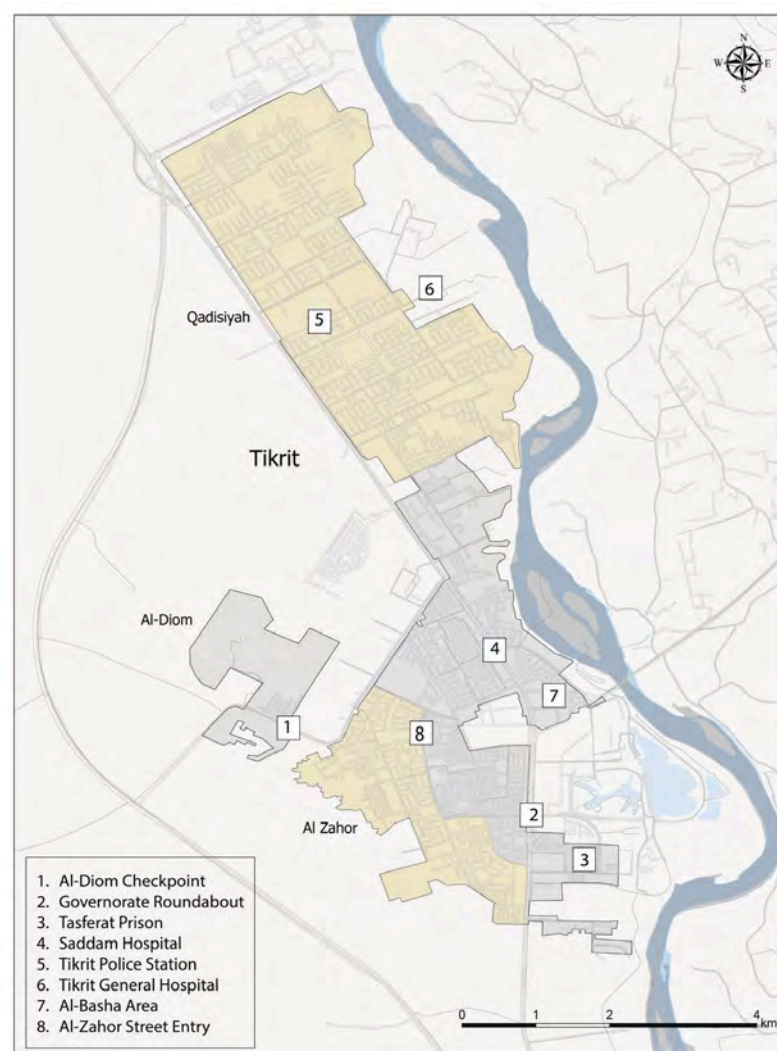 N
W E
S
6
Qadisiyah
5
Tikrit
Al-Diom
4
7
1
8
Al Zahor
2
3
1. Al-Diom Checkpoint
2. Governorate Roundabout
3. Tasferat Prison
4. Saddam Hospital
5. Tikrit Police Station
6. Tikrit General Hospital
7. Al-Basha Area
8. Al-Zahor Street Entry
0 1 2 4
km